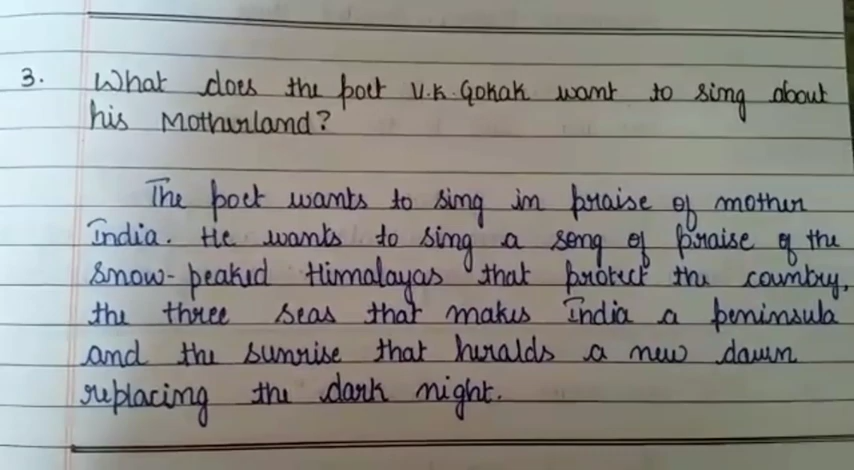 3. What does the poet V.K. Gokak want to sing about
his Motherland?
The poet wants to sing in praise of mother
India. He wants to sing a song of praise of the
snow-peaked Himalayas that protect the country,
the three seas that makes India a peninsula
and the sunrise that heralds a new dawn
replacing the dark night.